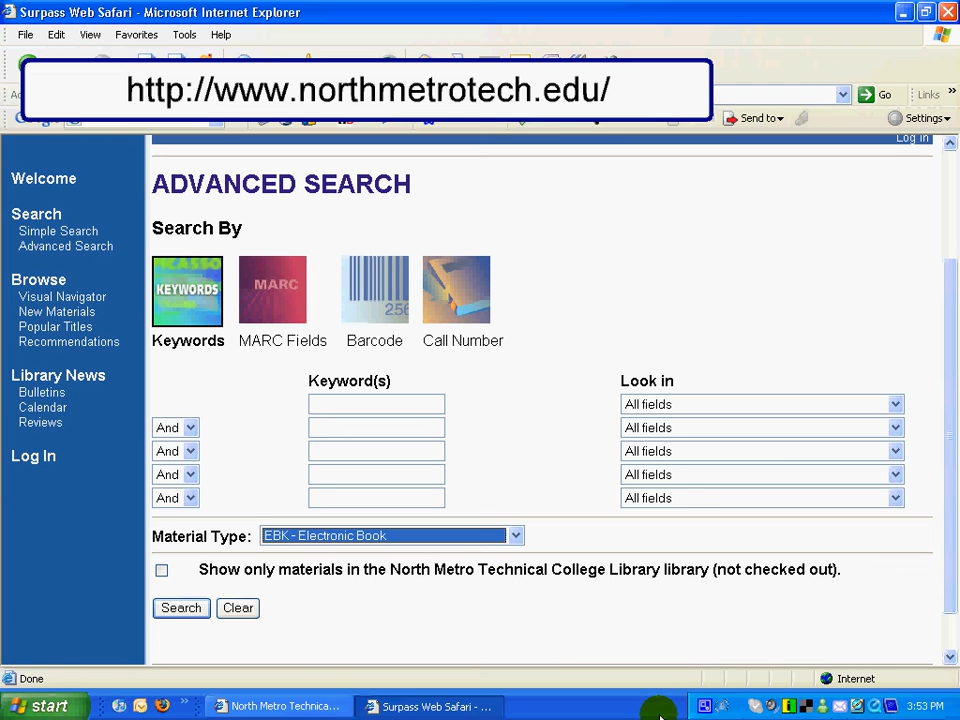 Surpass Web Safari - Microsoft Internet Explorer
File Edit View Favorites Tools Help
http://www.northmetrotech.edu/
Go Links »
Send to Settings
Log In
Welcome
Search
Simple Search
Advanced Search
Browse
Visual Navigator
New Materials
Popular Titles
Recommendations
Library News
Bulletins
Calendar
Reviews
Log In
ADVANCED SEARCH
Search By
KEYWORDS MARC 256
Keywords MARC Fields Barcode Call Number
Keyword(s) Look in
All fields
And All fields
And All fields
And All fields
And All fields
Material Type: EBK - Electronic Book
Show only materials in the North Metro Technical College Library library (not checked out).
Search Clear
Done Internet
start » North Metro Technica... Surpass Web Safari - ... 3:53 PM